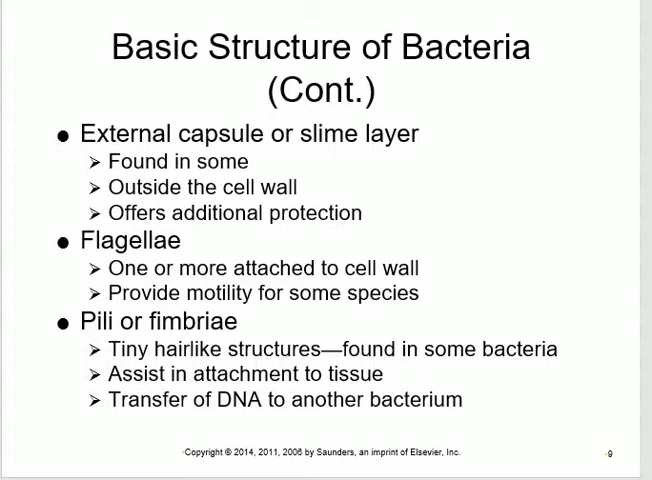 Basic Structure of Bacteria
(Cont.)
● External capsule or slime layer
➢ Found in some
➢ Outside the cell wall
➢ Offers additional protection
● Flagellae
➢ One or more attached to cell wall
➢ Provide motility for some species
● Pili or fimbriae
➢ Tiny hairlike structures—found in some bacteria
➢ Assist in attachment to tissue
➢ Transfer of DNA to another bacterium
•Copyright © 2014, 2011, 2006 by Saunders, an imprint of Elsevier, Inc.
•9